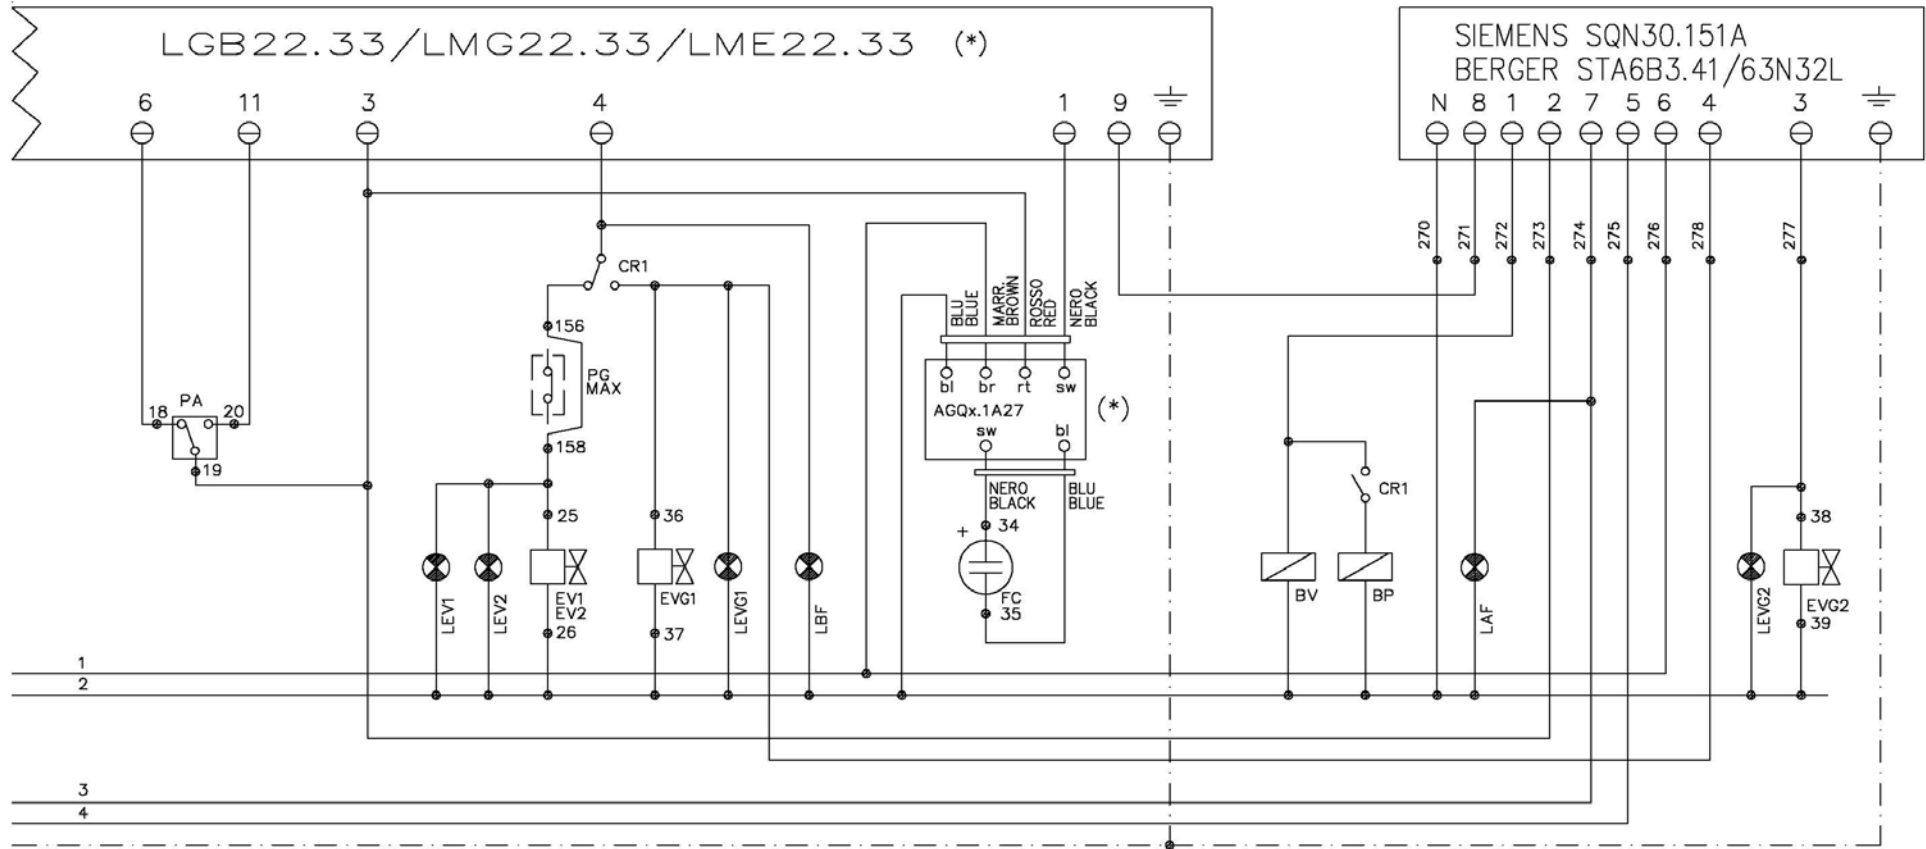 LGB22.33/LMG22.33/LME22.33 (*)
SIEMENS SQN30.151A
BERGER STA6B3.41/63N32L
6 11 3 4 1 9
N 8 1 2 7 5 6 4 3
270 271 272 273 274 275 276 278 277
CR1
BLU
BLUE
MARR.
BROWN
ROSSO
RED
NERO
BLACK
156
PG
MAX
158
bl br rt sw
AGQx.1A27
(*)
sw bl
PA
18 20
19
NERO
BLACK
BLU
BLUE
CR1
25
36
+ 34
38
LEV1
LEV2
EV1
EV2
26
EVG1
37
LEVG1
LBF
FC
35
BV
BP
LAF
LEVG2
EVG2
39
1
2
3
4